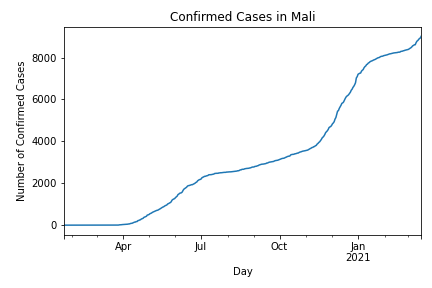 Confirmed Cases in Mali
Number of Confirmed Cases
8000
6000
4000
2000
0
Apr
Jul
Oct
Jan
2021
Day